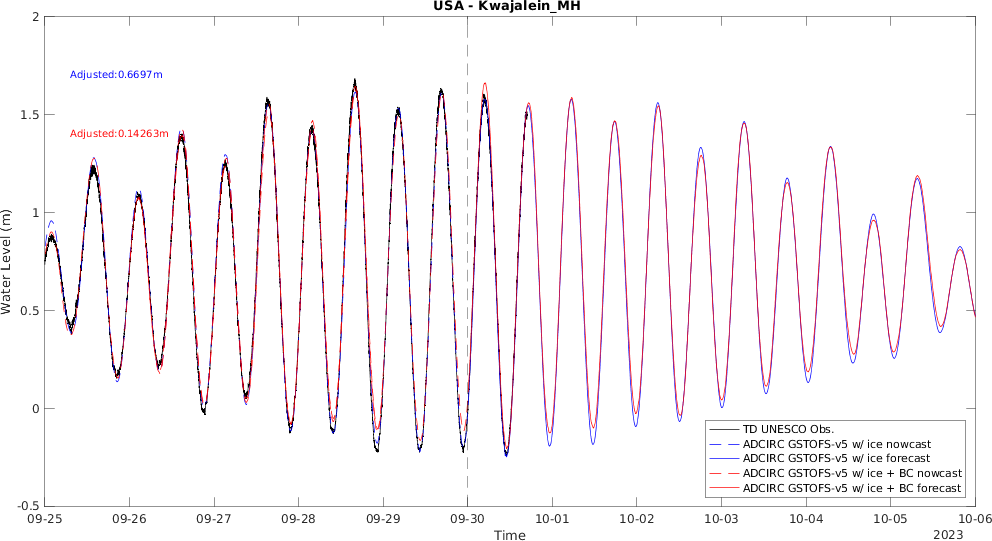 USA - Kwajalein_MH
2
1.5
1
0.5
0
-0.5
Water Level (m)
Adjusted:0.6697m
Adjusted:0.14263m
TD UNESCO Obs.
ADCIRC GSTOFS-v5 w/ ice nowcast
ADCIRC GSTOFS-v5 w/ ice forecast
ADCIRC GSTOFS-v5 w/ ice + BC nowcast
ADCIRC GSTOFS-v5 w/ ice + BC forecast
09-25 09-26 09-27 09-28 09-29 09-30 10-01 10-02 10-03 10-04 10-05 10-06
Time
2023